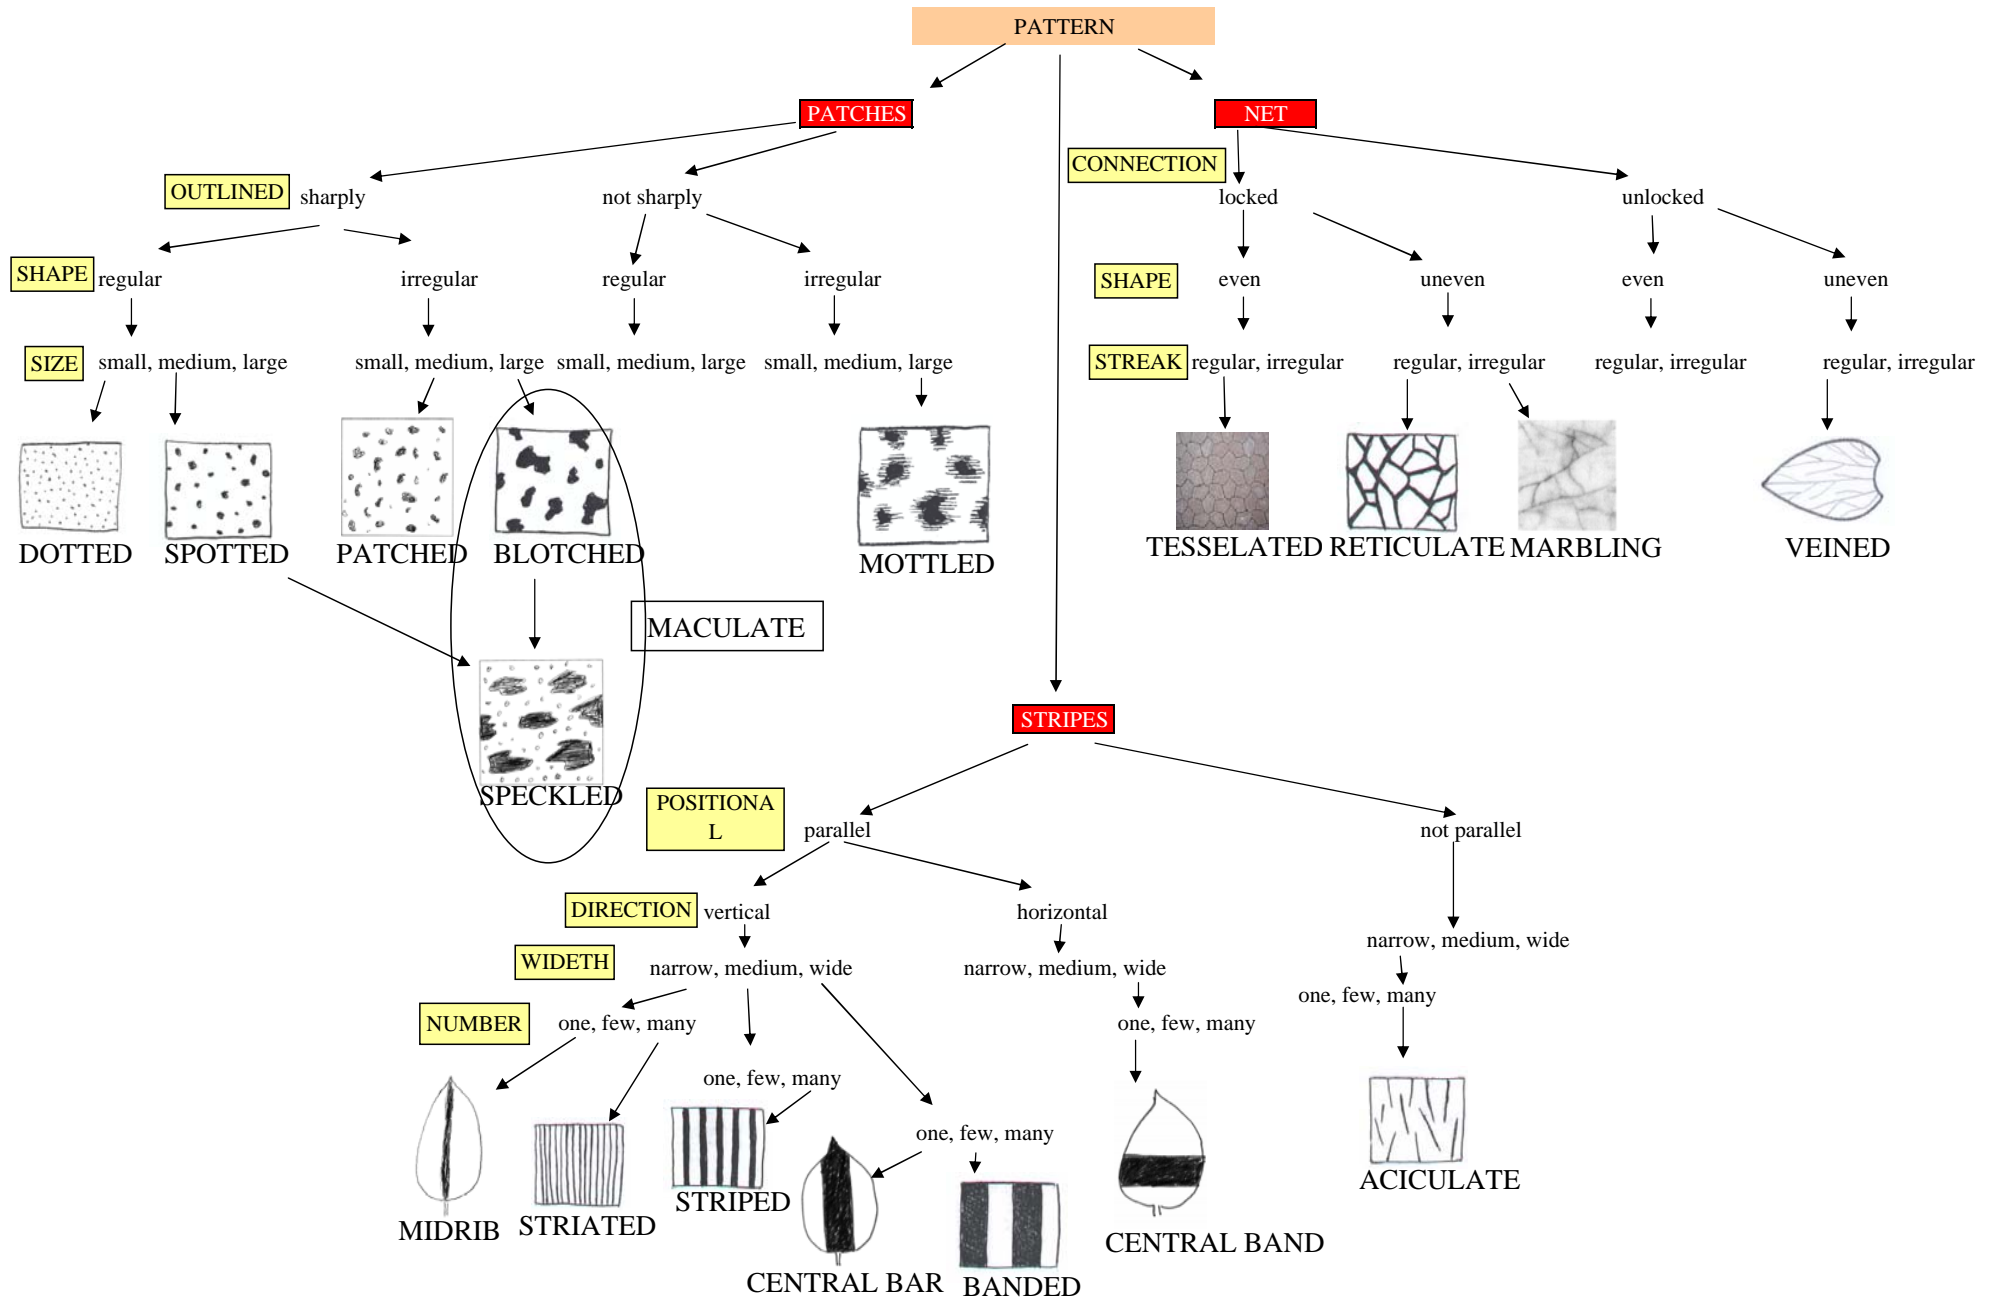 PATTERN
PATCHES
NET
CONNECTION
OUTLINED
sharply
not sharply
locked
unlocked
SHAPE
regular
irregular
regular
irregular
SHAPE
even
uneven
even
uneven
SIZE
small, medium, large
small, medium, large
small, medium, large
small, medium, large
STREAK
regular, irregular
regular, irregular
regular, irregular
regular, irregular
DOTTED
SPOTTED
PATCHED
BLOTCHED
MOTTLED
TESSELATED
RETICULATE
MARBLING
VEINED
MACULATE
SPECKLED
STRIPES
POSITIONA
L
parallel
not parallel
DIRECTION
vertical
horizontal
WIDETH
narrow, medium, wide
narrow, medium, wide
narrow, medium, wide
NUMBER
one, few, many
one, few, many
one, few, many
one, few, many
one, few, many
MIDRIB
STRIATED
STRIPED
CENTRAL BAR
BANDED
CENTRAL BAND
ACICULATE